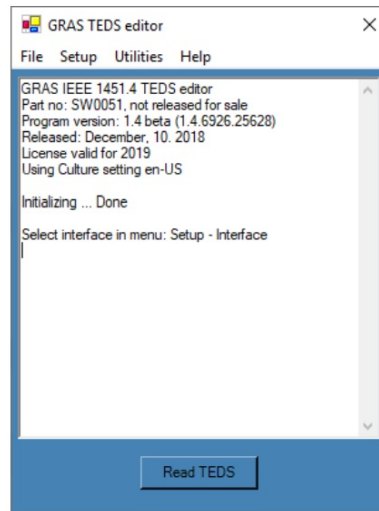 GRAS TEDS editor
File Setup Utilities Help
GRAS IEEE 1451.4 TEDS editor
Part no: SW0051, not released for sale
Program version: 1.4 beta (1.4.6926.25628)
Released: December, 10. 2018
License valid for 2019
Using Culture setting en-US
Initializing ... Done
Select interface in menu: Setup - Interface
Read TEDS